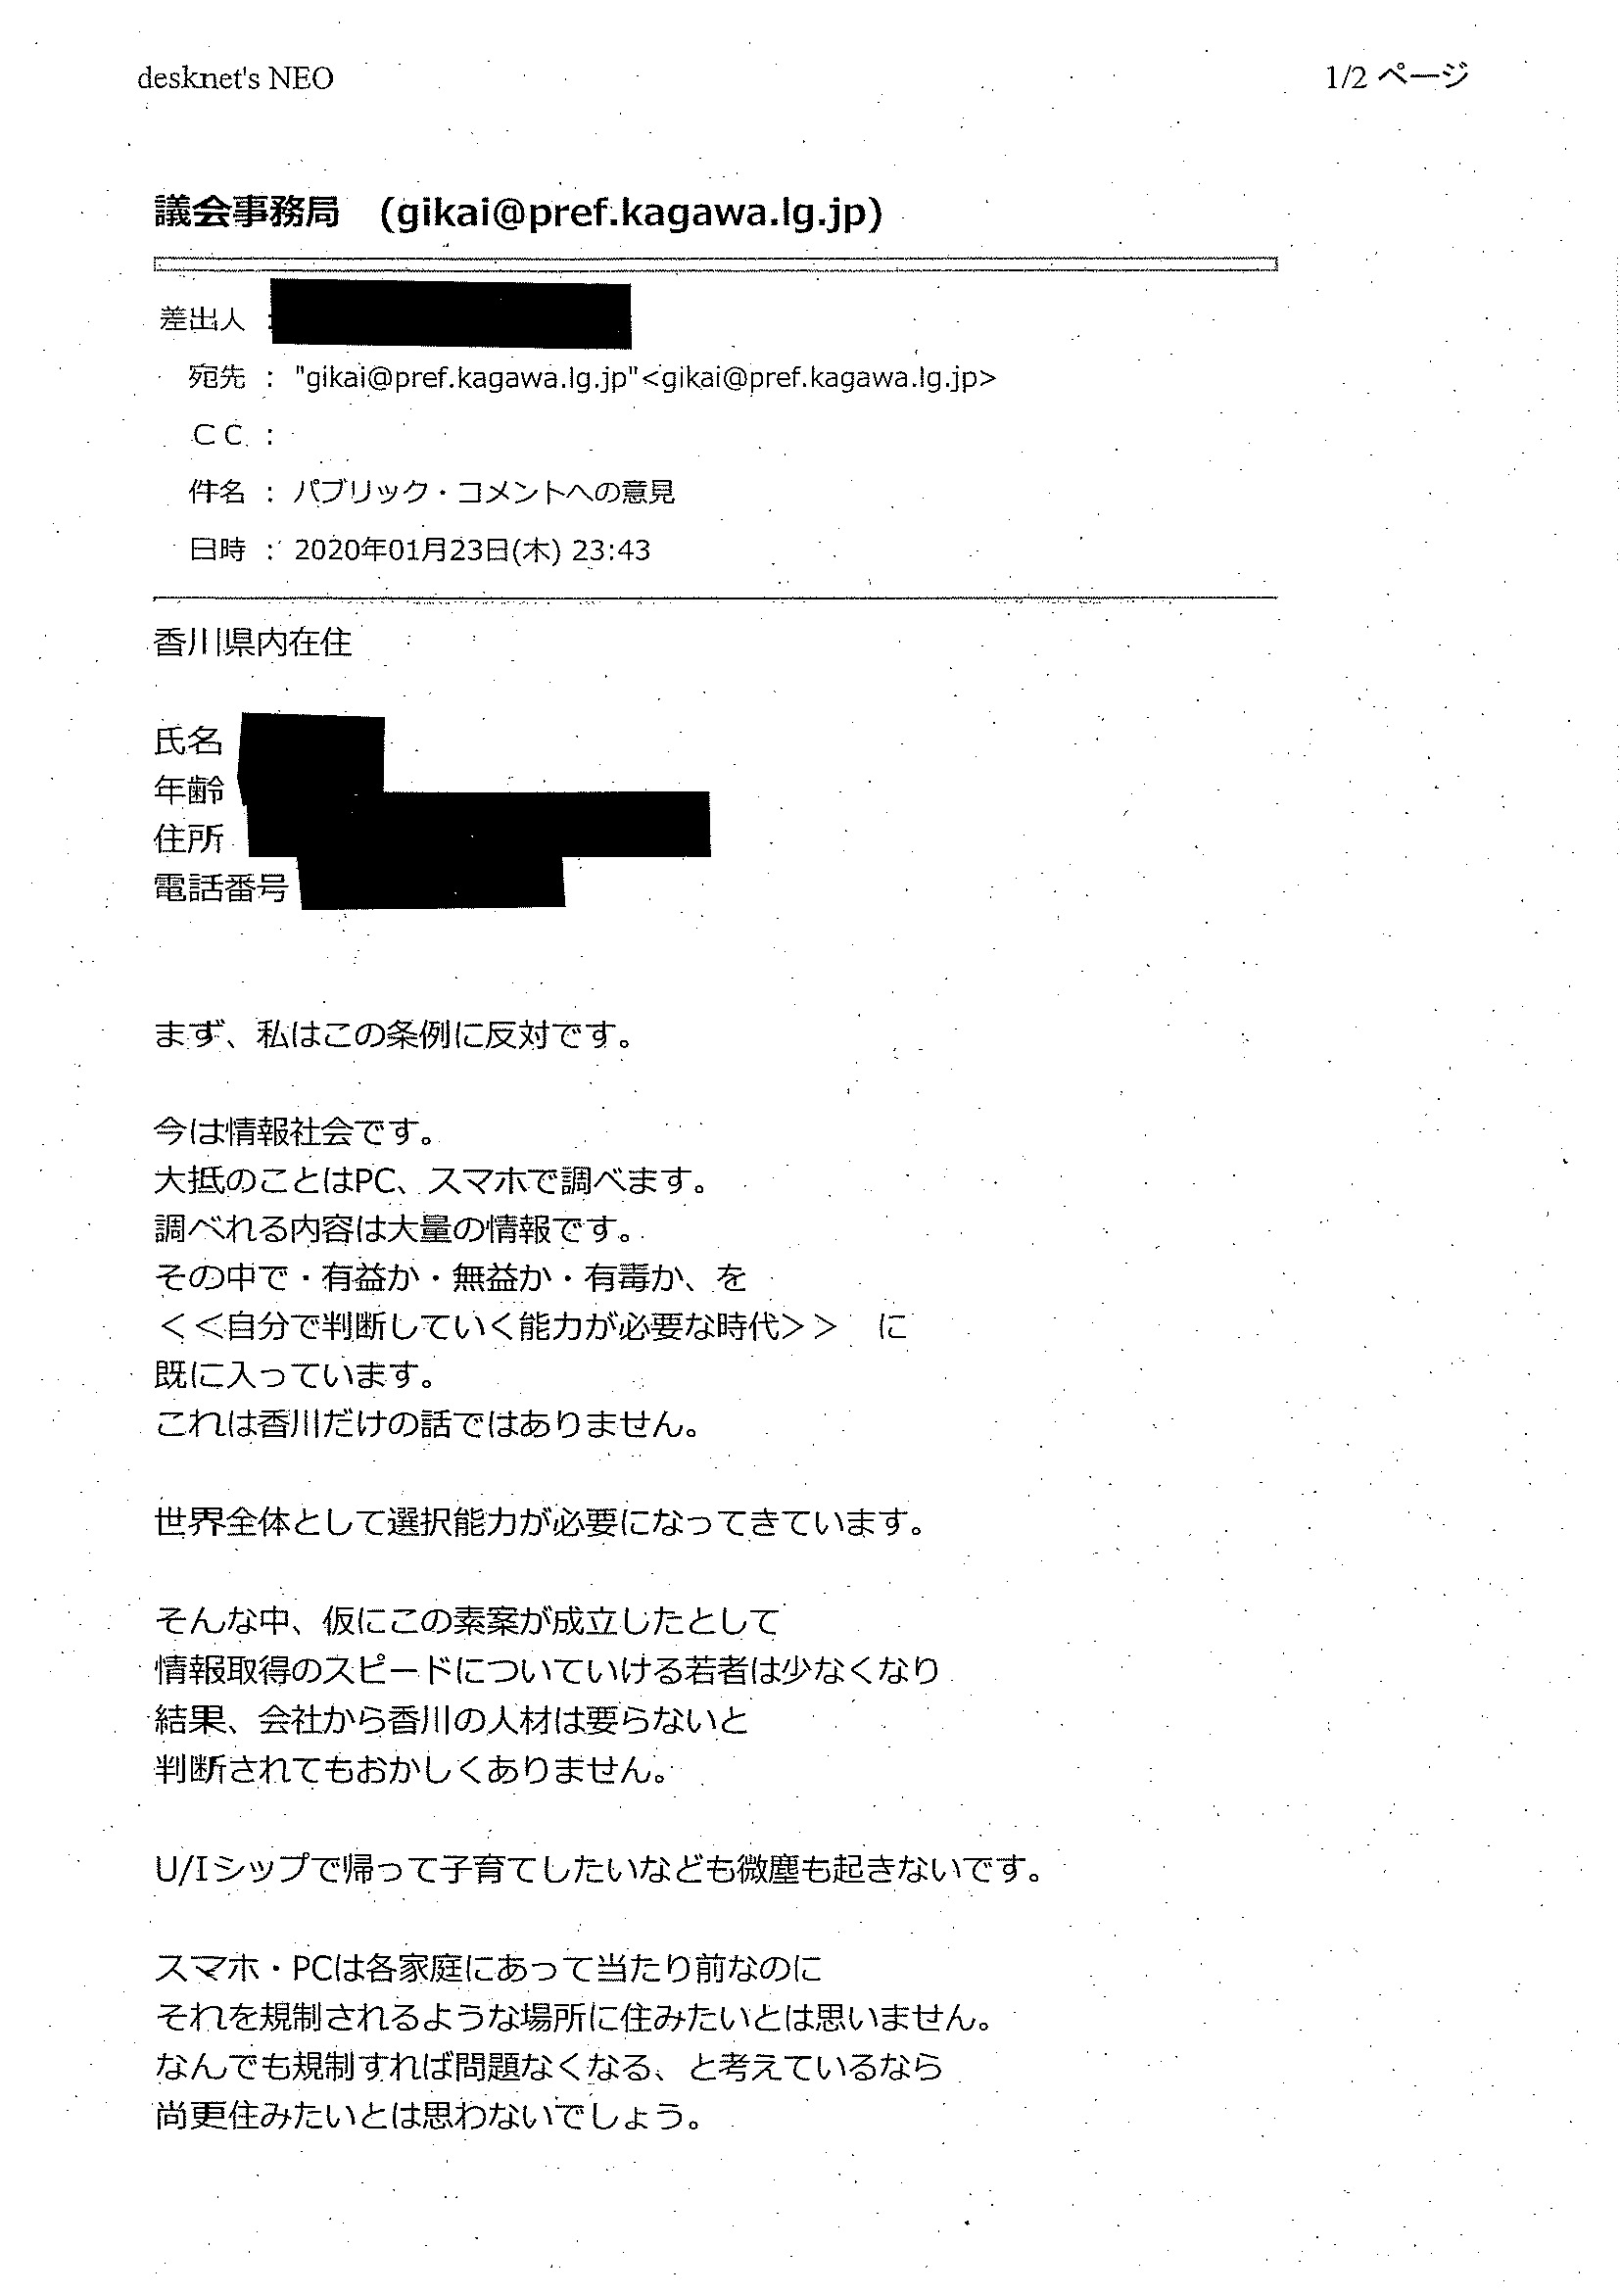 desknet's NEO
1/2 ページ
議会事務局　(gikai@pref.kagawa.lg.jp)
差出人 :
宛先 : "gikai@pref.kagawa.lg.jp"<gikai@pref.kagawa.lg.jp>
ＣＣ :
件名 : パブリック・コメントへの意見
日時 : 2020年01月23日(木) 23:43
香川県内在住
氏名
年齢
住所
電話番号
まず、私はこの条例に反対です。
今は情報社会です。
大抵のことはPC、スマホで調べます。
調べれる内容は大量の情報です。
その中で・有益か・無益か・有毒か、を
＜＜自分で判断していく能力が必要な時代＞＞　に
既に入っています。
これは香川だけの話ではありません。
世界全体として選択能力が必要になってきています。
そんな中、仮にこの素案が成立したとして
情報取得のスピードについていける若者は少なくなり
結果、会社から香川の人材は要らないと
判断されてもおかしくありません。
U/Iシップで帰って子育てしたいなども微塵も起きないです。
スマホ・PCは各家庭にあって当たり前なのに
それを規制されるような場所に住みたいとは思いません。
なんでも規制すれば問題なくなる、と考えているなら
尚更住みたいとは思わないでしょう。